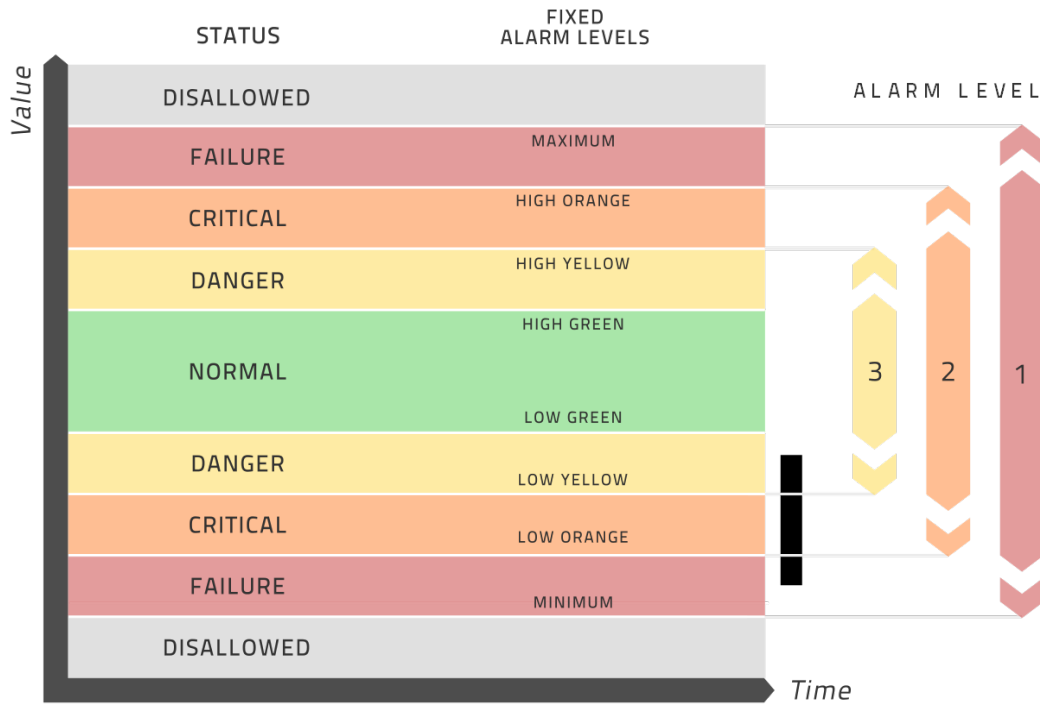 STATUS
FIXED
ALARM LEVELS
Value
ALARM LEVEL
DISALLOWED
MAXIMUM
FAILURE
HIGH ORANGE
CRITICAL
HIGH YELLOW
DANGER
HIGH GREEN
NORMAL
3
2
1
LOW GREEN
DANGER
LOW YELLOW
CRITICAL
LOW ORANGE
FAILURE
MINIMUM
DISALLOWED
Time